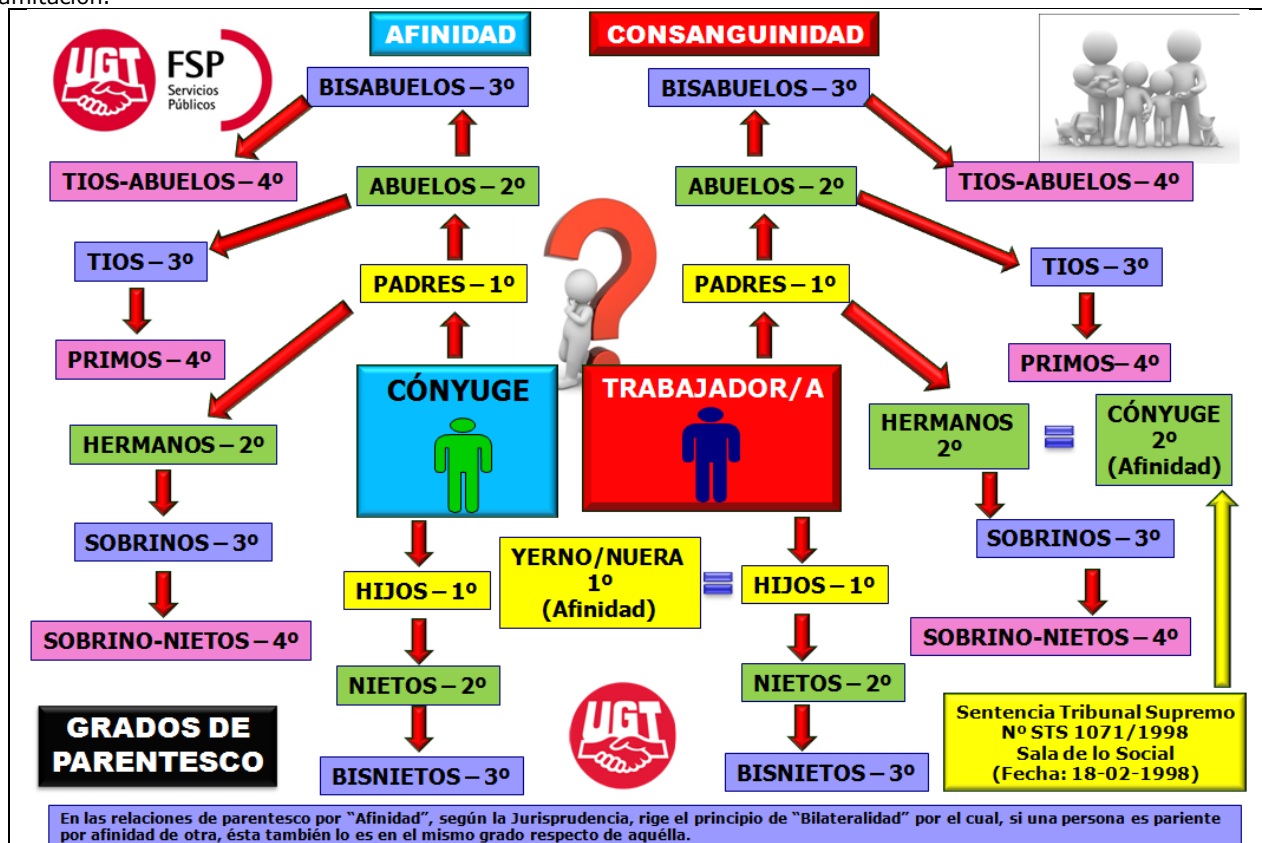 amitación.
UGT
FSP
Servicios
Públicos
AFINIDAD
CONSANGUINIDAD
BISABUELOS – 3º
BISABUELOS – 3º
TIOS-ABUELOS – 4º
ABUELOS – 2º
ABUELOS – 2º
TIOS-ABUELOS – 4º
TIOS – 3º
PADRES – 1º
PADRES – 1º
TIOS – 3º
PRIMOS – 4º
PRIMOS– 4º
CÓNYUGE
TRABAJADOR/A
HERMANOS – 2º
HERMANOS
2º
CÓNYUGE
2º
(Afinidad)
SOBRINOS – 3º
YERNO/NUERA
1º
(Afinidad)
SOBRINOS – 3º
HIJOS – 1º
HIJOS – 1º
SOBRINO-NIETOS – 4º
SOBRINO-NIETOS – 4º
NIETOS – 2º
NIETOS – 2º
UGT
GRADOS DE
PARENTESCO
BISNIETOS – 3º
BISNIETOS – 3º
Sentencia Tribunal Supremo
Nº STS 1071/1998
Sala de lo Social
(Fecha: 18-02-1998)
En las relaciones de parentesco por “Afinidad”, según la Jurisprudencia, rige el principio de “Bilateralidad” por el cual, si una persona es pariente
por afinidad de otra, ésta también lo es en el mismo grado respecto de aquélla.